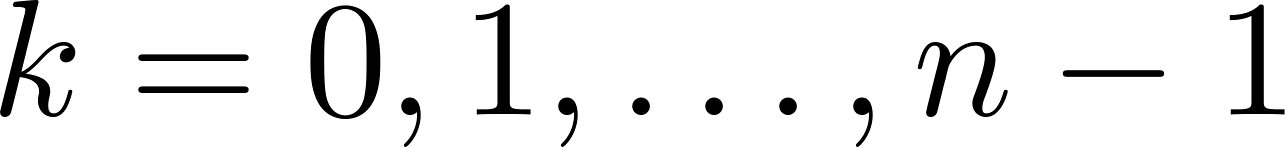 k = 0, 1, . . . , n − 1